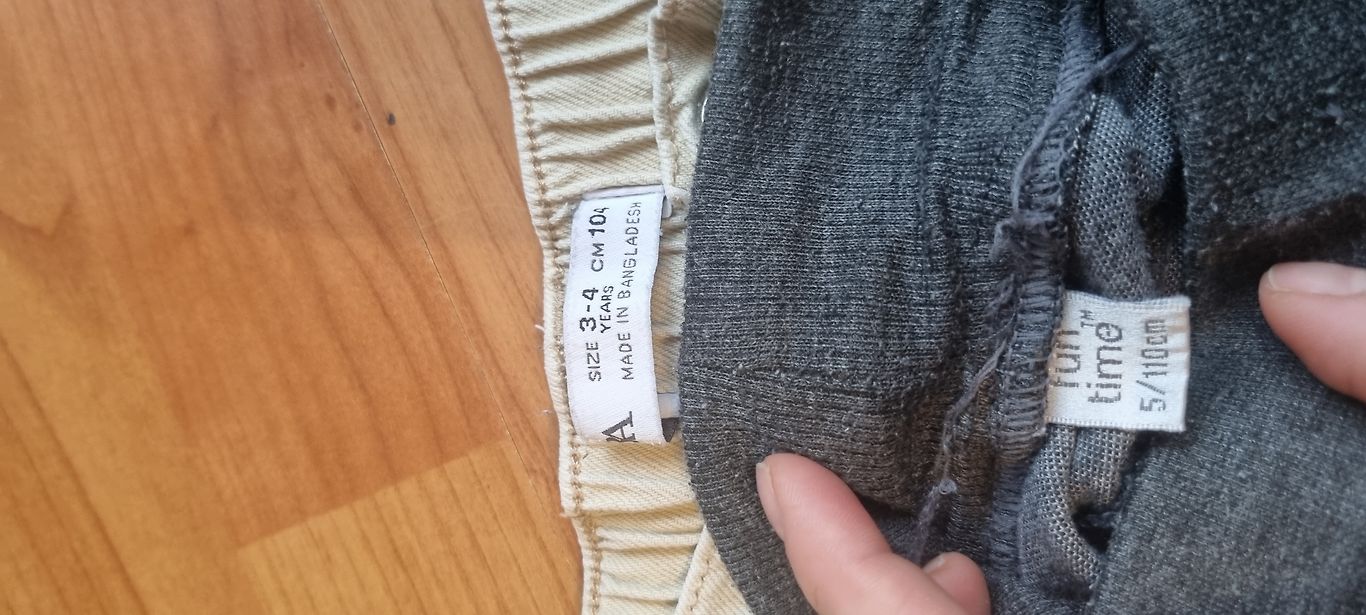 A
SIZE 3-4 CM 104
YEARS
MADE IN BANGLADESH
fun
time™
5/110cm